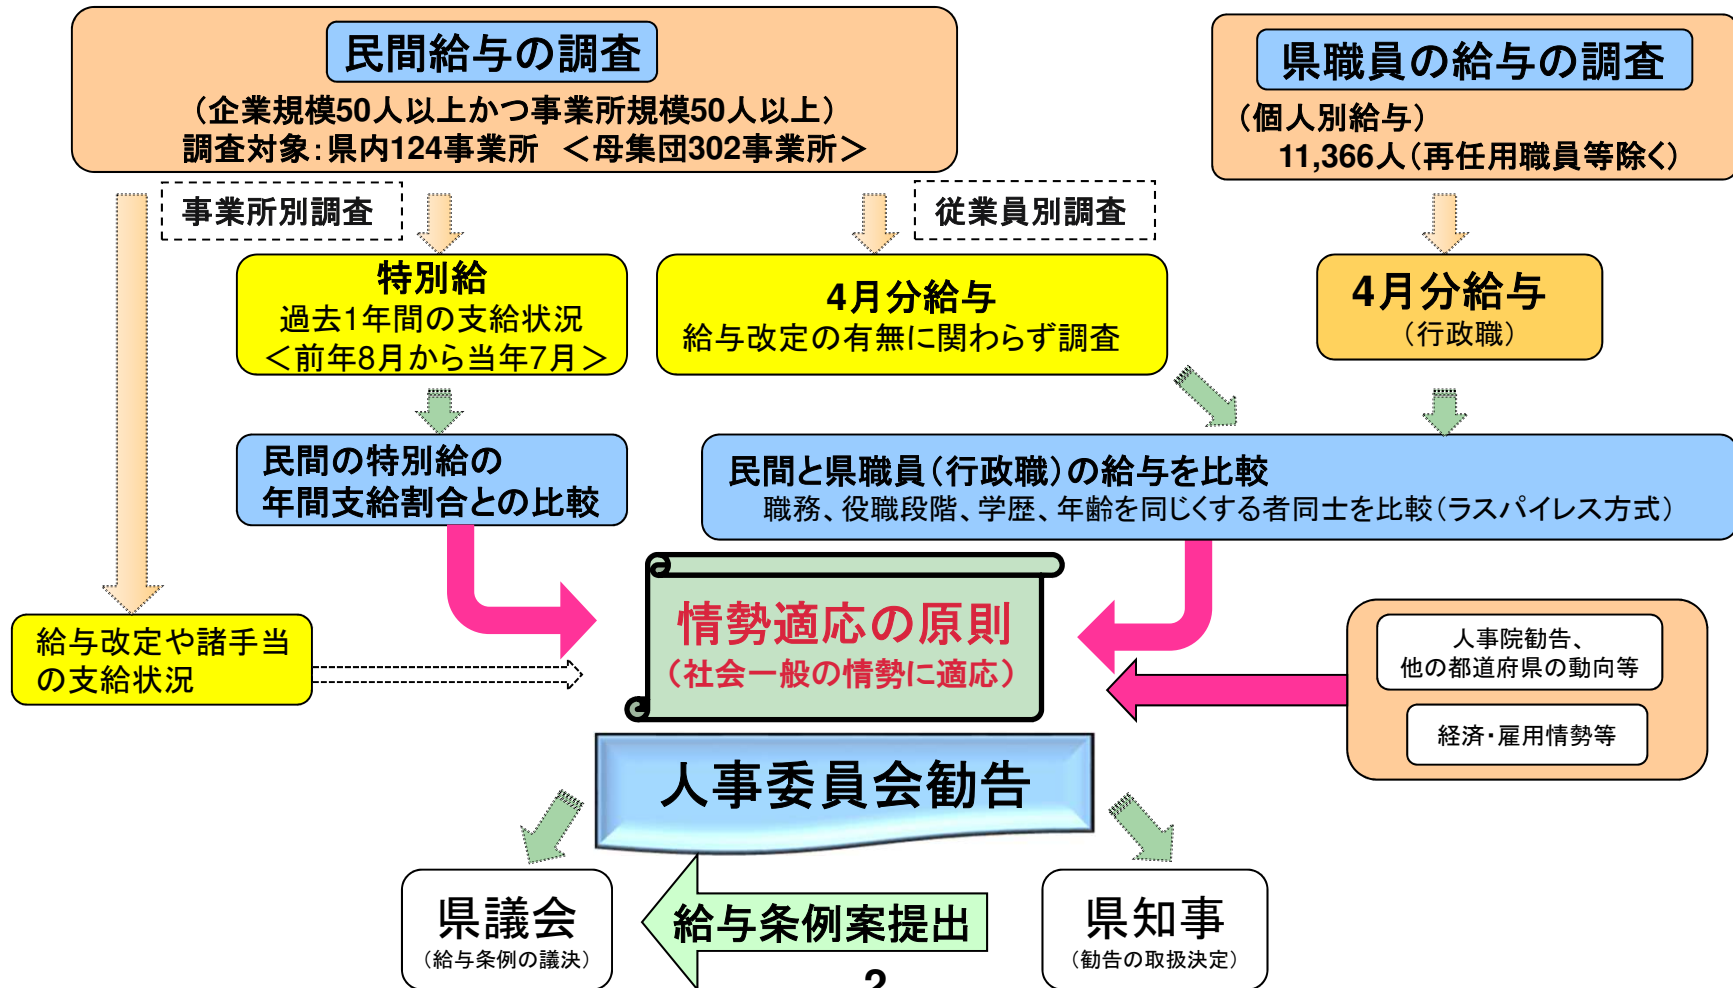 民間給与の調査
（企業規模50人以上かつ事業所規模50人以上）
調査対象：県内124事業所　＜母集団302事業所＞
県職員の給与の調査
（個人別給与）
11,366人（再任用職員等除く）
事業所別調査
従業員別調査
特別給
過去1年間の支給状況
＜前年8月から当年7月＞
4月分給与
給与改定の有無に関わらず調査
4月分給与
（行政職）
民間の特別給の
年間支給割合との比較
民間と県職員（行政職）の給与を比較
職務、役職段階、学歴、年齢を同じくする者同士を比較（ラスパイレス方式）
給与改定や諸手当
の支給状況
情勢適応の原則
（社会一般の情勢に適応）
人事院勧告、
他の都道府県の動向等
経済・雇用情勢等
人事委員会勧告
県議会
（給与条例の議決）
給与条例案提出
県知事
（勧告の取扱決定）
2